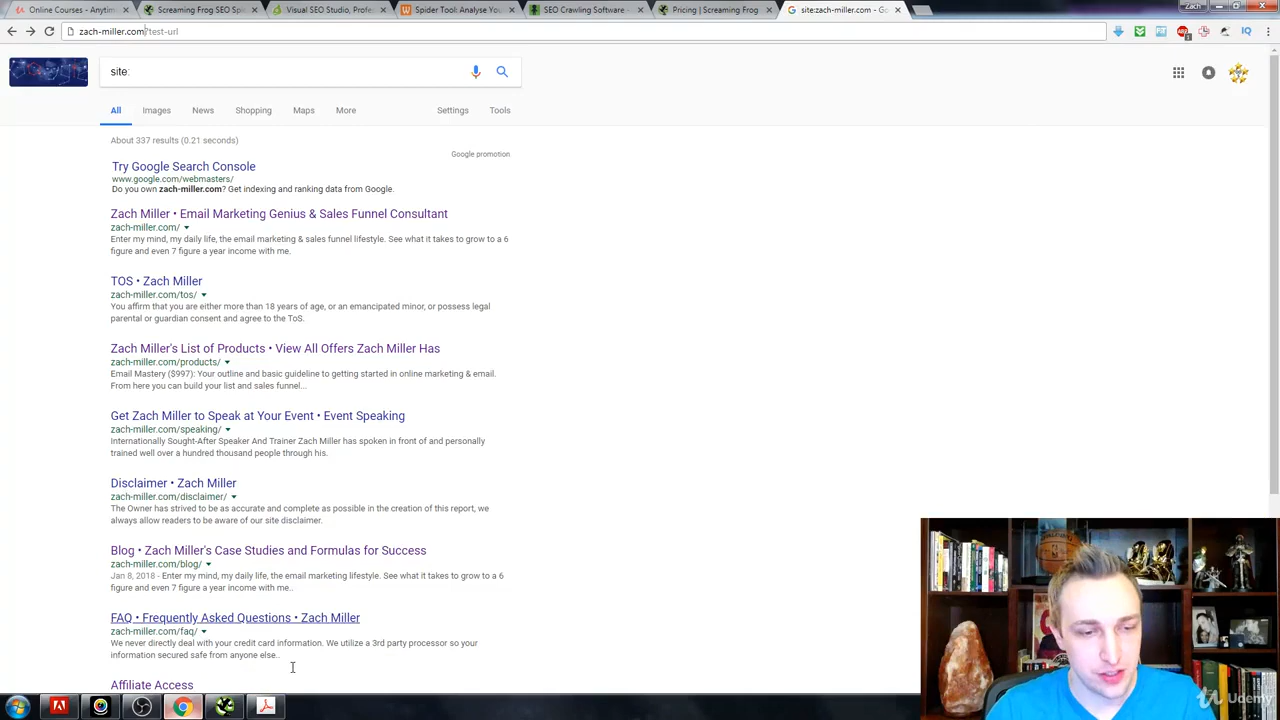 Online Courses - Anytim
Screaming Frog SEO Spi
Visual SEO Studio, Profes
Spider Tool: Analyse You
SEO Crawling Software -
Pricing | Screaming Frog
site:zach-miller.com - Go
Zach
zach-miller.com/?test-url
IQ
site:
All
Images
News
Shopping
Maps
More
Settings
Tools
About 337 results (0.21 seconds)
Google promotion
Try Google Search Console
www.google.com/webmasters/
Do you own zach-miller.com? Get indexing and ranking data from Google.
Zach Miller • Email Marketing Genius & Sales Funnel Consultant
zach-miller.com/
Enter my mind, my daily life, the email marketing & sales funnel lifestyle. See what it takes to grow to a 6
figure and even 7 figure a year income with me.
TOS • Zach Miller
zach-miller.com/tos/
You affirm that you are either more than 18 years of age, or an emancipated minor, or possess legal
parental or guardian consent and agree to the ToS.
Zach Miller's List of Products • View All Offers Zach Miller Has
zach-miller.com/products/
Email Mastery ($997): Your outline and basic guideline to getting started in online marketing & email.
From here you can build your list and sales funnel...
Get Zach Miller to Speak at Your Event • Event Speaking
zach-miller.com/speaking/
Internationally Sought-After Speaker And Trainer Zach Miller has spoken in front of and personally
trained well over a hundred thousand people through his.
Disclaimer • Zach Miller
zach-miller.com/disclaimer/
The Owner has strived to be as accurate and complete as possible in the creation of this report, we
always allow readers to be aware of our site disclaimer.
Blog • Zach Miller's Case Studies and Formulas for Success
zach-miller.com/blog/
Jan 8, 2018 - Enter my mind, my daily life, the email marketing lifestyle. See what it takes to grow to a 6
figure and even 7 figure a year income with me..
FAQ • Frequently Asked Questions • Zach Miller
zach-miller.com/faq/
We never directly deal with your credit card information. We utilize a 3rd party processor so your
information secured safe from anyone else..
Affiliate Access
Udemy